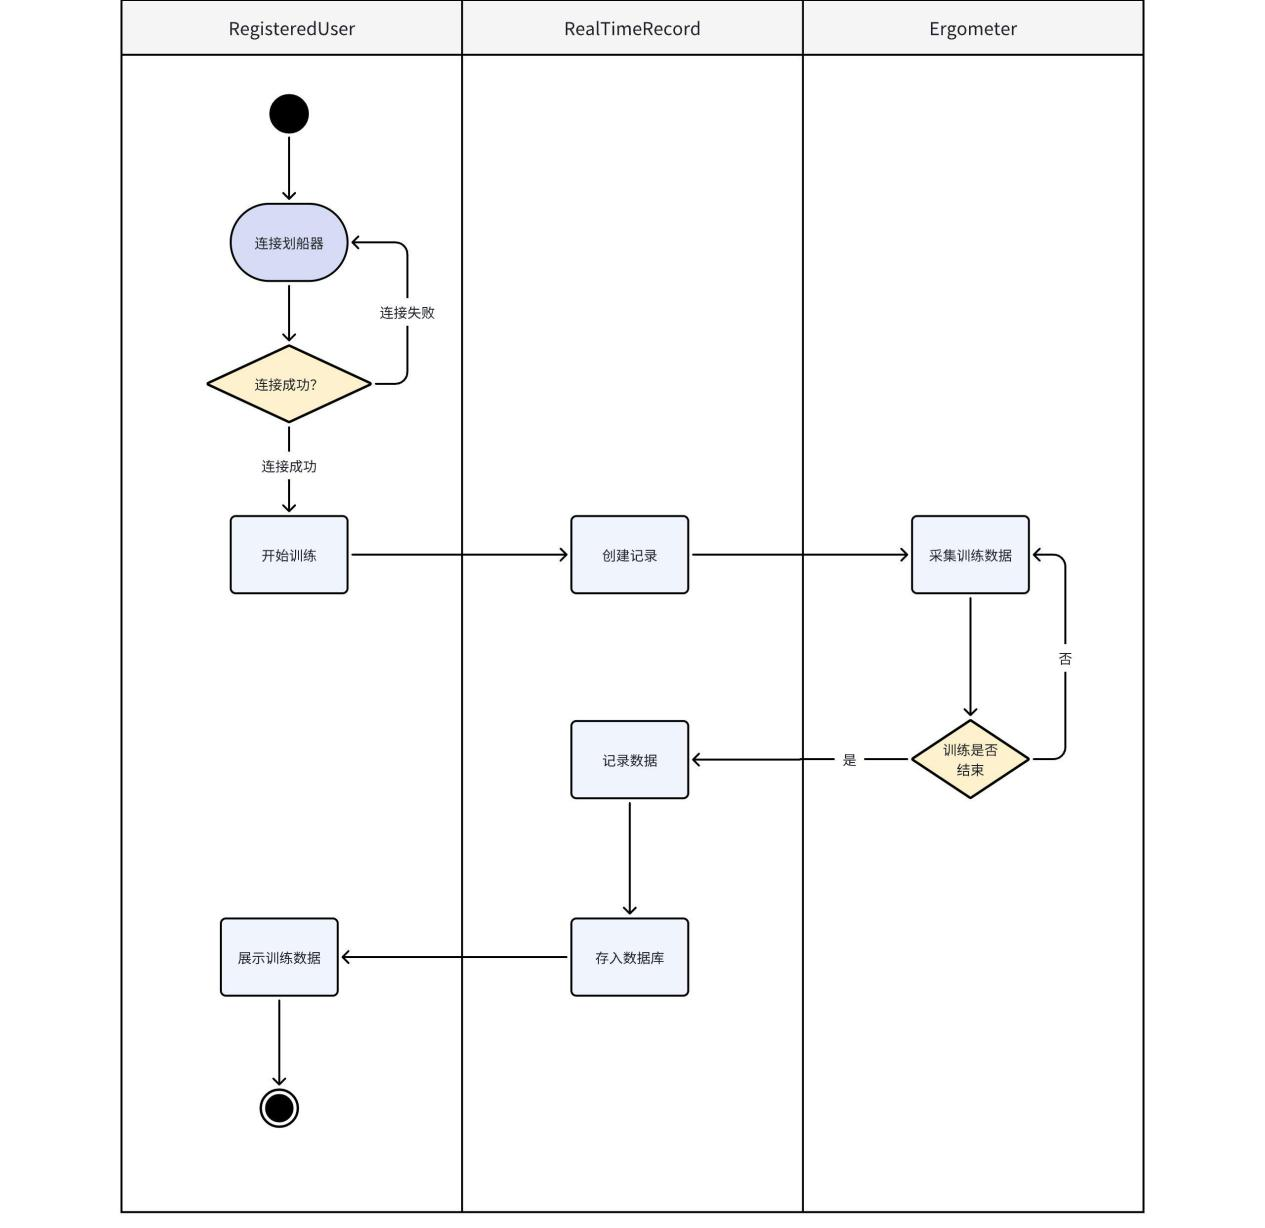 RegisteredUser
RealTimeRecord
Ergometer
连接划船器
连接失败
连接成功?
连接成功
开始训练
创建记录
采集训练数据
否
训练是否
结束
是
记录数据
存入数据库
展示训练数据